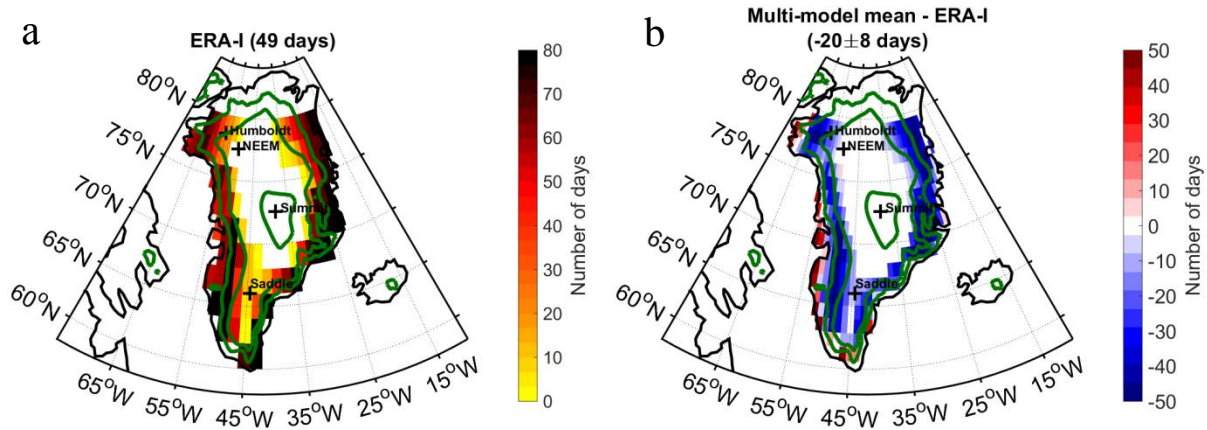 a
ERA-I (49 days)
80°N
75°N
70°N
65°N
60°N
65°W
55°W
45°W
35°W
25°W
15°W
Humboldt
NEEM
Summit
Saddle
80
70
60
50
40
30
20
10
0
Number of days
b
Multi-model mean - ERA-I
(-20±8 days)
80°N
75°N
70°N
65°N
60°N
65°W
55°W
45°W
35°W
25°W
15°W
Humboldt
NEEM
Summit
Saddle
50
40
30
20
10
0
-10
-20
-30
-40
-50
Number of days